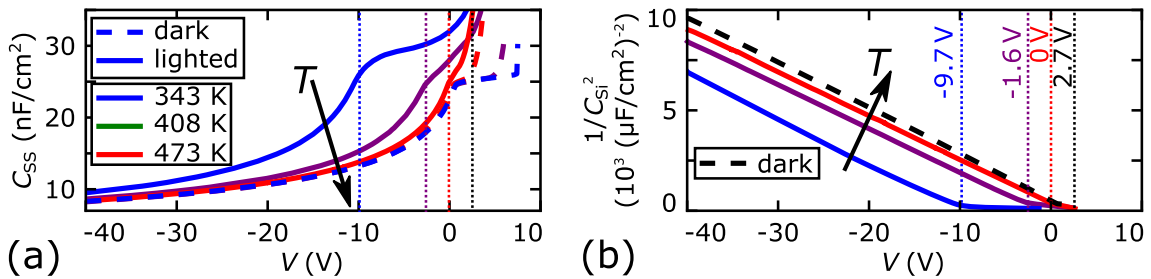 C_SS (nF/cm²)
30
20
10
dark
lighted
343 K
408 K
473 K
T
-40 -30 -20 -10 0 10
V (V)
(a)
1/C_Si² (10³ (μF/cm²)⁻²)
10
5
0
dark
T
-9.7 V
-1.6 V
0 V
2.7 V
-40 -30 -20 -10 0 10
V (V)
(b)